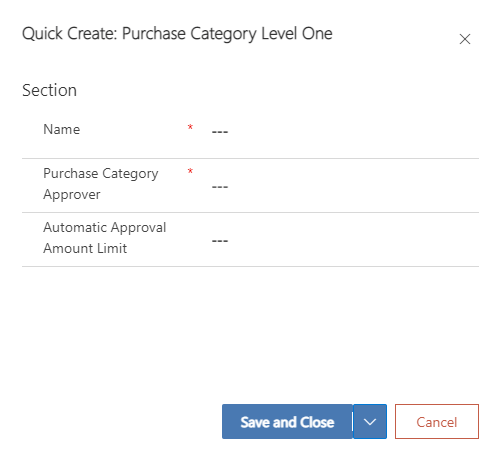 Quick Create: Purchase Category Level One
Section
Name * ---
Purchase Category * 
Approver ---
Automatic Approval
Amount Limit ---
Save and Close Cancel